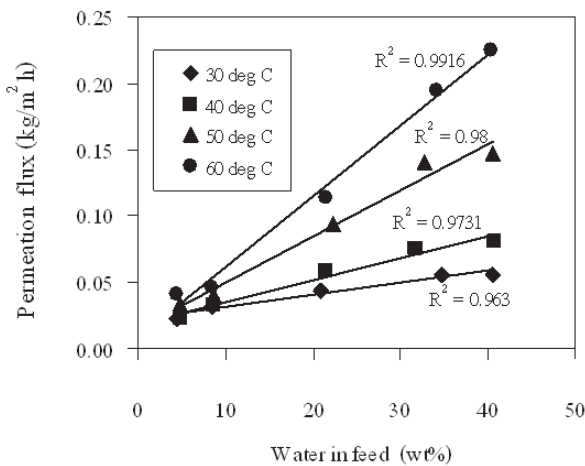 0.25
0.20
0.15
0.10
0.05
0.00
Permeation flux (kg/m² h)
30 deg C
40 deg C
50 deg C
60 deg C
R² = 0.9916
R² = 0.98
R² = 0.9731
R² = 0.963
0 10 20 30 40 50
Water in feed (wt%)